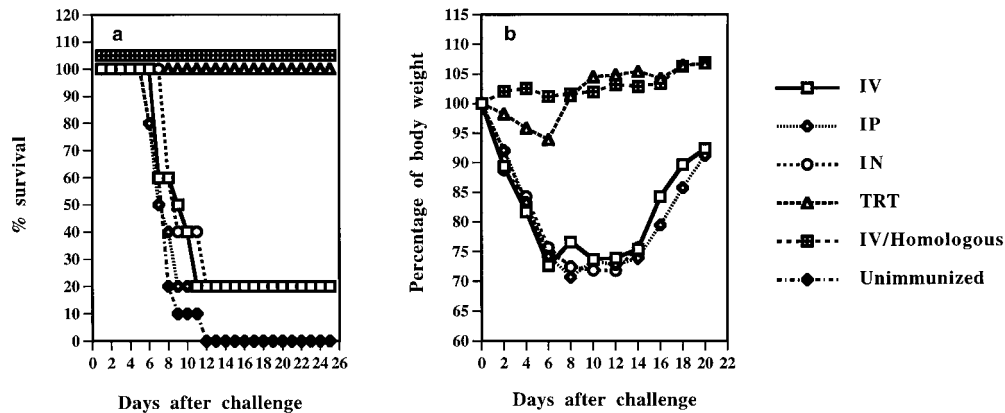 a
120
110
100
90
80
70
60
50
40
30
20
10
0
% survival
0 2 4 6 8 10 12 14 16 18 20 22 24 26
Days after challenge
b
115
110
105
100
95
90
85
80
75
70
65
60
Percentage of body weight
0 2 4 6 8 10 12 14 16 18 20 22
Days after challenge
IV
IP
IN
TRT
IV/Homologous
Unimmunized